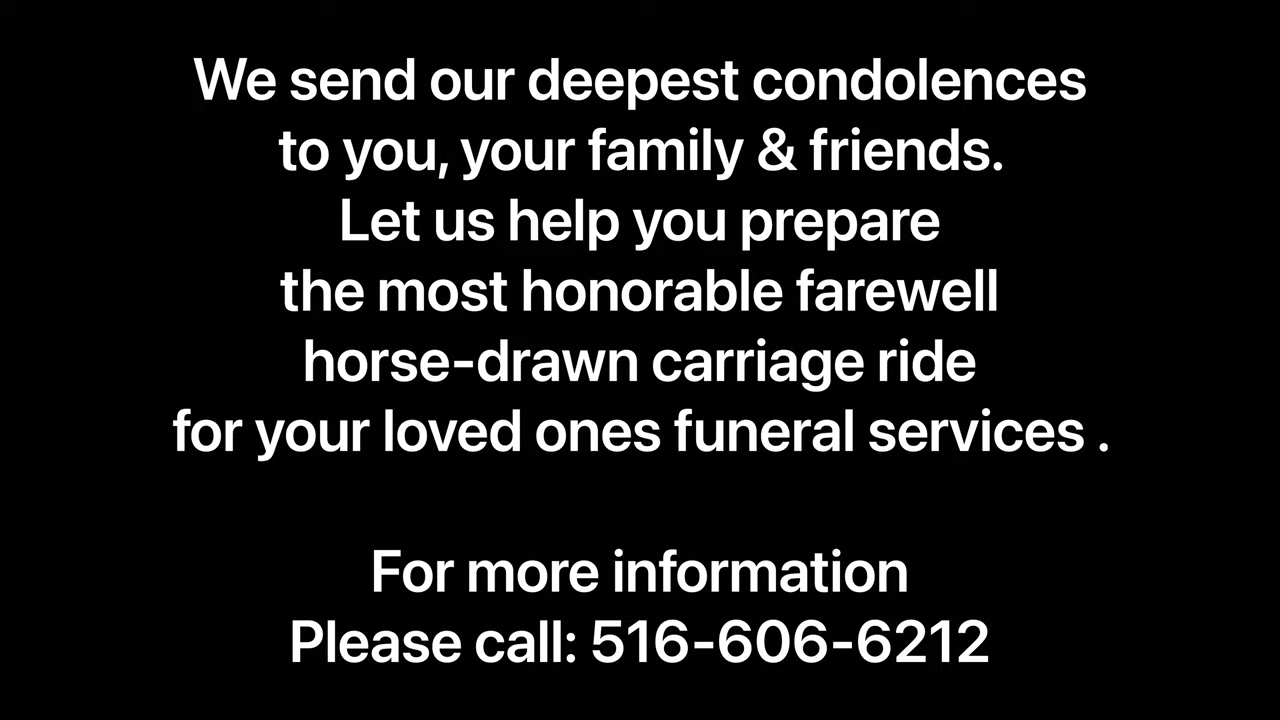 We send our deepest condolences
to you, your family & friends.
Let us help you prepare
the most honorable farewell
horse-drawn carriage ride
for your loved ones funeral services .
For more information
Please call: 516-606-6212